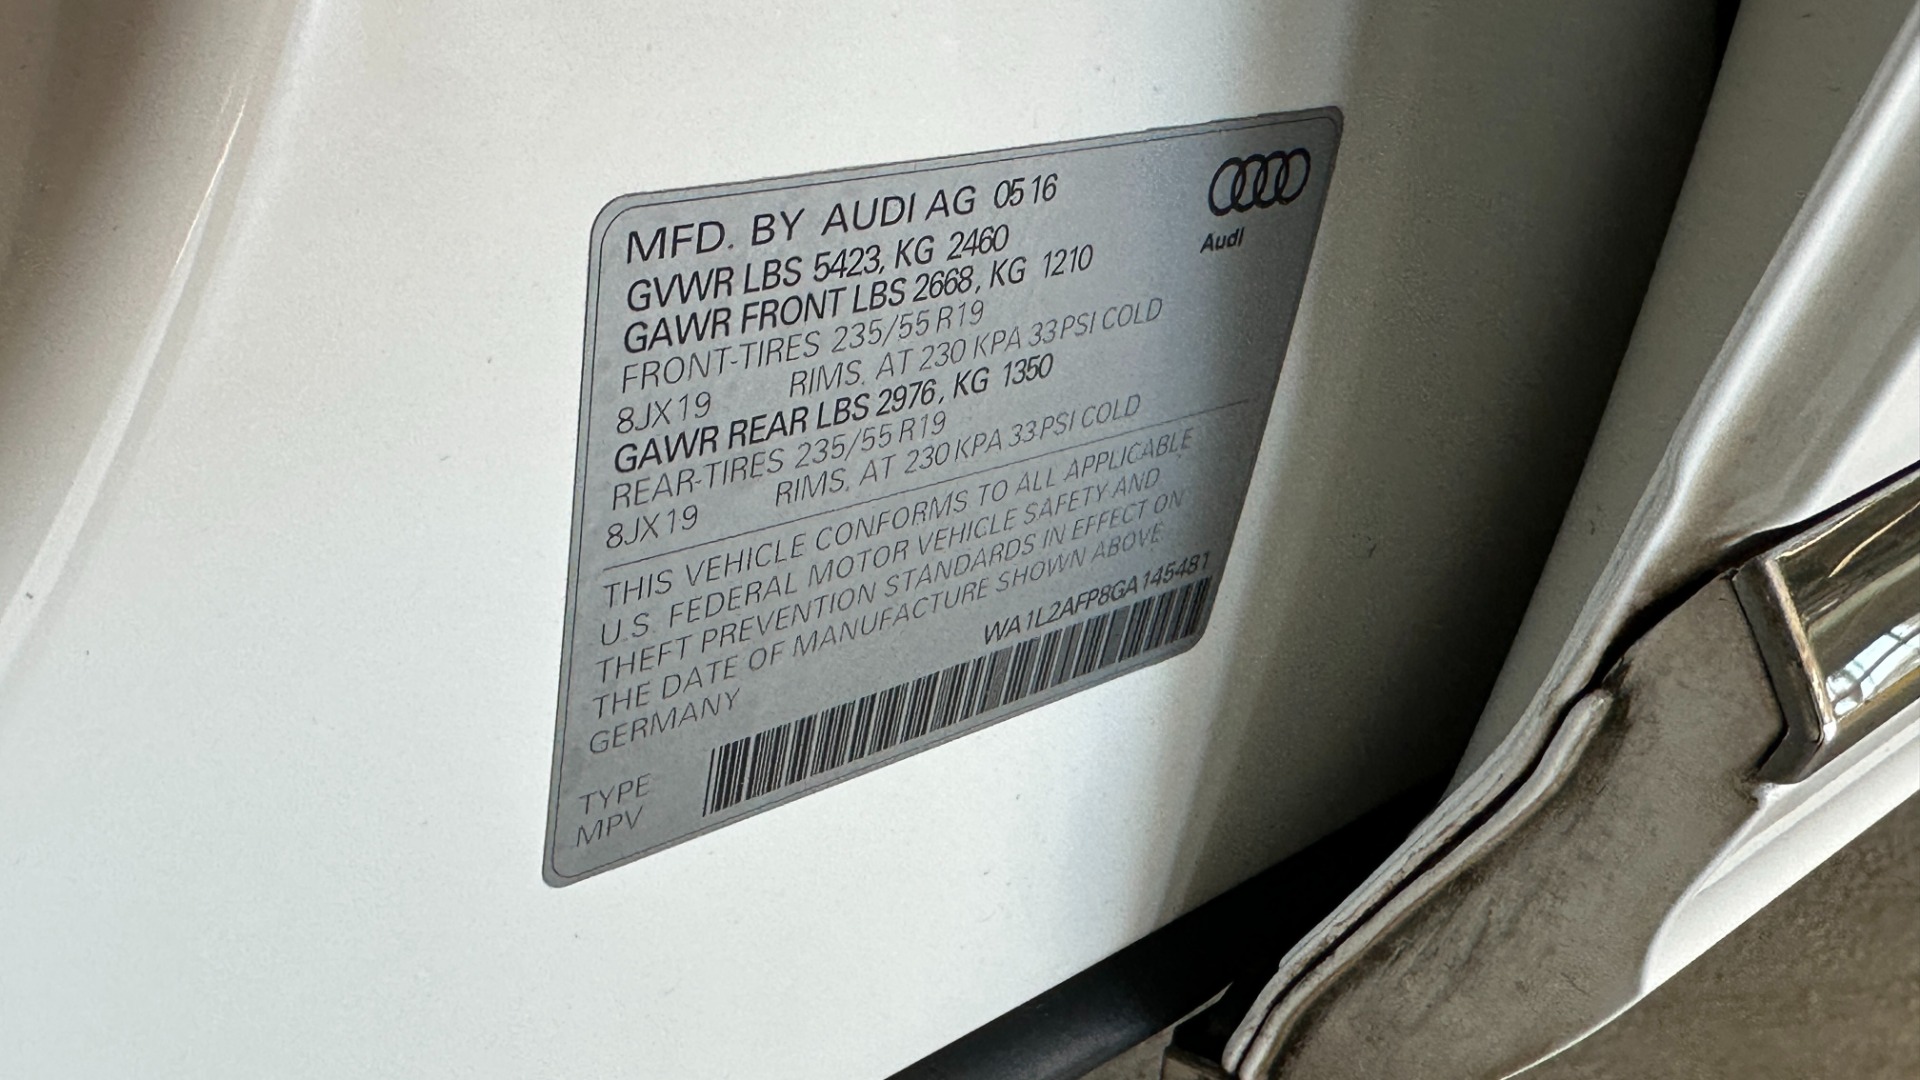 MFD. BY AUDI AG 05 16
Audi
GVWR LBS 5423, KG 2460
GAWR FRONT LBS 2668, KG 1210
FRONT-TIRES 235/55 R19
8JX19 RIMS. AT 230 KPA 33 PSI COLD
GAWR REAR LBS 2976, KG 1350
REAR-TIRES 235/55 R19
8JX19 RIMS. AT 230 KPA 33 PSI COLD
THIS VEHICLE CONFORMS TO ALL APPLICABLE
U.S. FEDERAL MOTOR VEHICLE SAFETY AND
THEFT PREVENTION STANDARDS IN EFFECT ON
THE DATE OF MANUFACTURE SHOWN ABOVE.
GERMANY WA1L2AFP8GA145481
TYPE
MPV